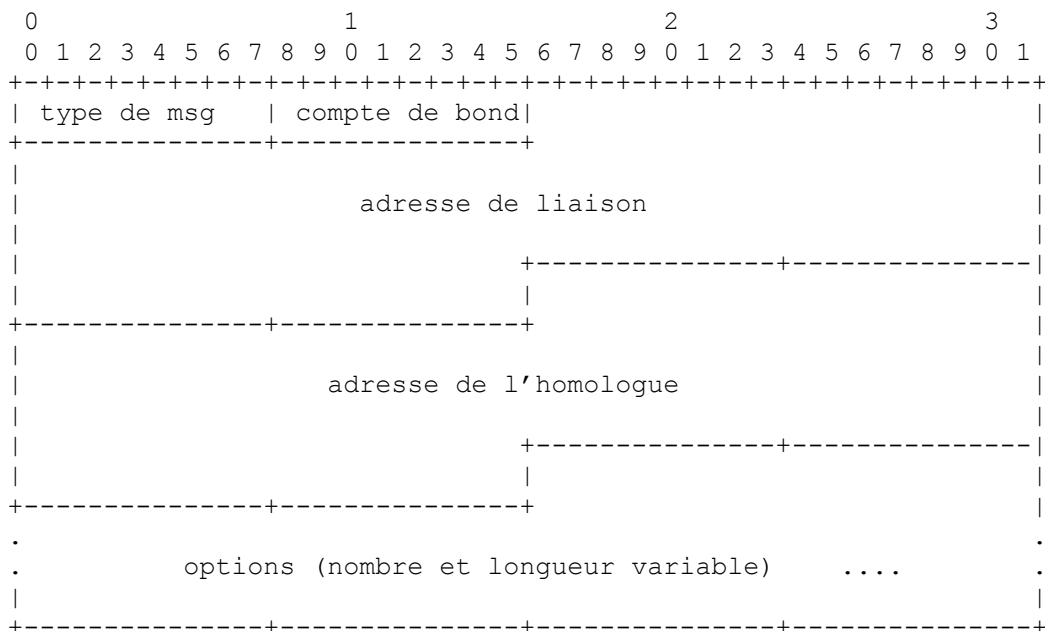 0                   1                   2                   3
0 1 2 3 4 5 6 7 8 9 0 1 2 3 4 5 6 7 8 9 0 1 2 3 4 5 6 7 8 9 0 1
type de msg | compte de bond
adresse de liaison
adresse de l’homologue
options (nombre et longueur variable) ....